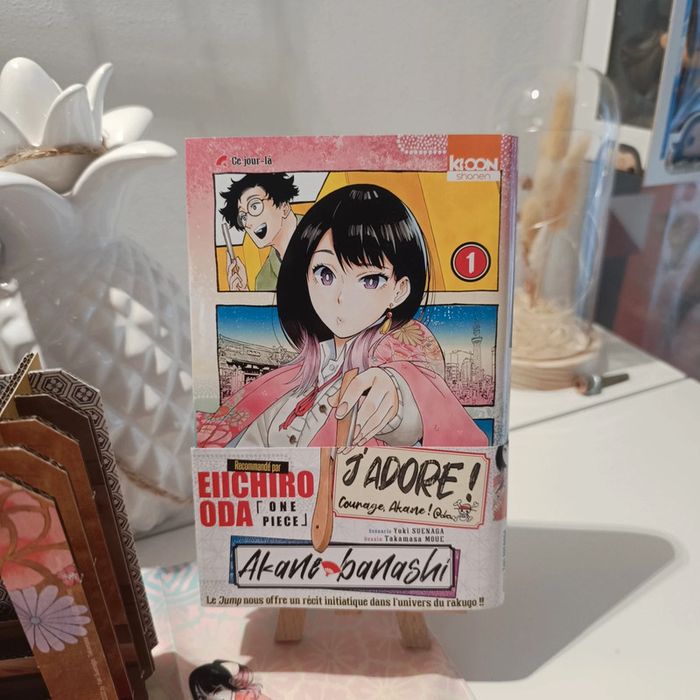 Ce jour-là
KI-OON
shonen
1
Recommandé par
EIICHIRO
ODA「ONE
PIECE」
J'ADORE !
Courage, Akane !
Scénario Yuki SUENAGA
Dessin Takamasa MOUE
Akane-banashi
Le Jump nous offre un récit initiatique dans l'univers du rakugo !!